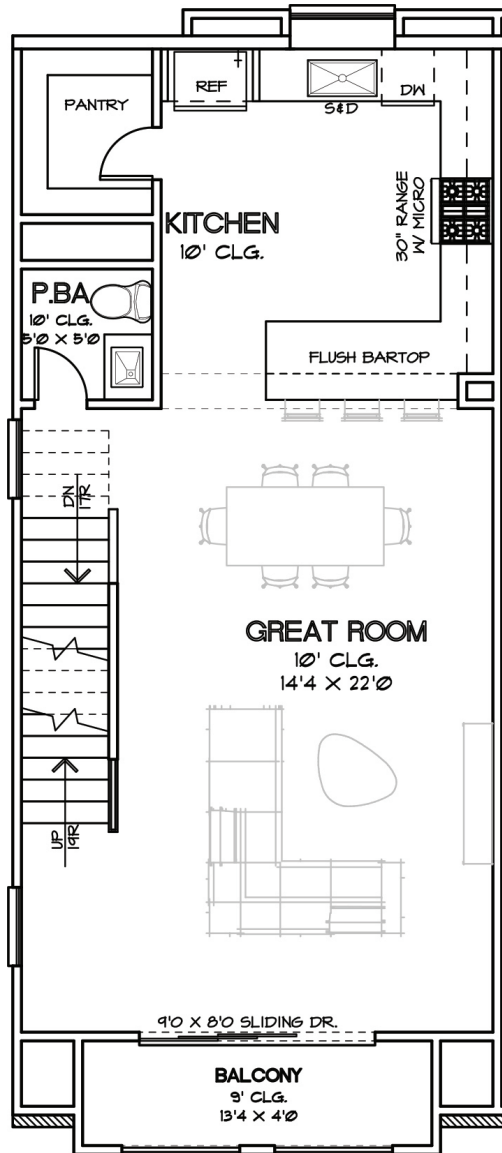 PANTRY
REF
S&D
DW
30" RANGE
W/ MICRO
KITCHEN
10' CLG.
P.BA
10' CLG.
5'0 X 5'0
FLUSH BARTOP
DN
17R
GREAT ROOM
10' CLG.
14'4 X 22'0
UP
19R
9'0 X 8'0 SLIDING DR.
BALCONY
9' CLG.
13'4 X 4'0